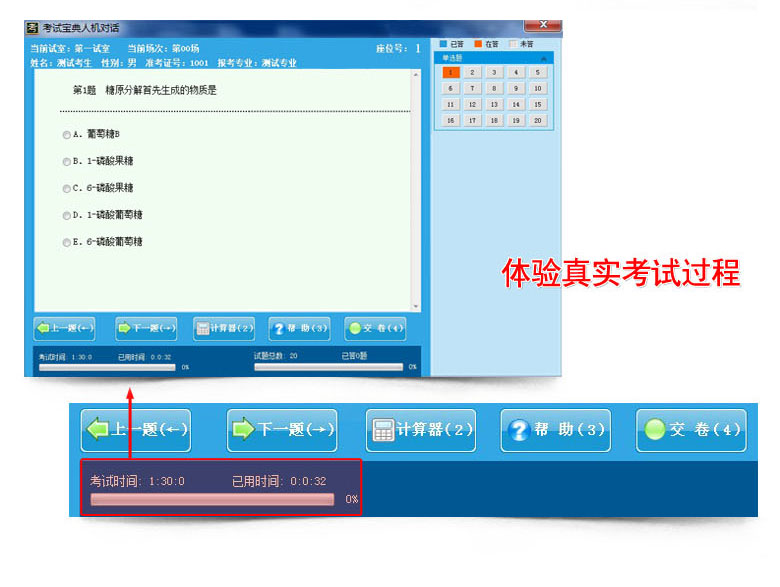 考试宝典人机对话
当前试室: 第一试室 当前场次: 第00场 座位号: 1
姓名: 测试考生 性别: 男 准考证号: 1001 报考专业: 测试专业
已答 在答 未答
单选题
1 2 3 4 5
6 7 8 9 10
11 12 13 14 15
16 17 18 19 20
第1题 糖原分解首先生成的物质是
A. 葡萄糖B
B. 1-磷酸果糖
C. 6-磷酸果糖
D. 1-磷酸葡萄糖
E. 6-磷酸葡萄糖
体验真实考试过程
上一题(←) 下一题(→) 计算器(2) 帮 助(3) 交 卷(4)
考试时间: 1:30:0 已用时间: 0:0:32 试题总数: 20 已答0题
0% 0%
上一题(←) 下一题(→) 计算器(2) 帮 助(3) 交 卷(4)
考试时间: 1:30:0 已用时间: 0:0:32
0%